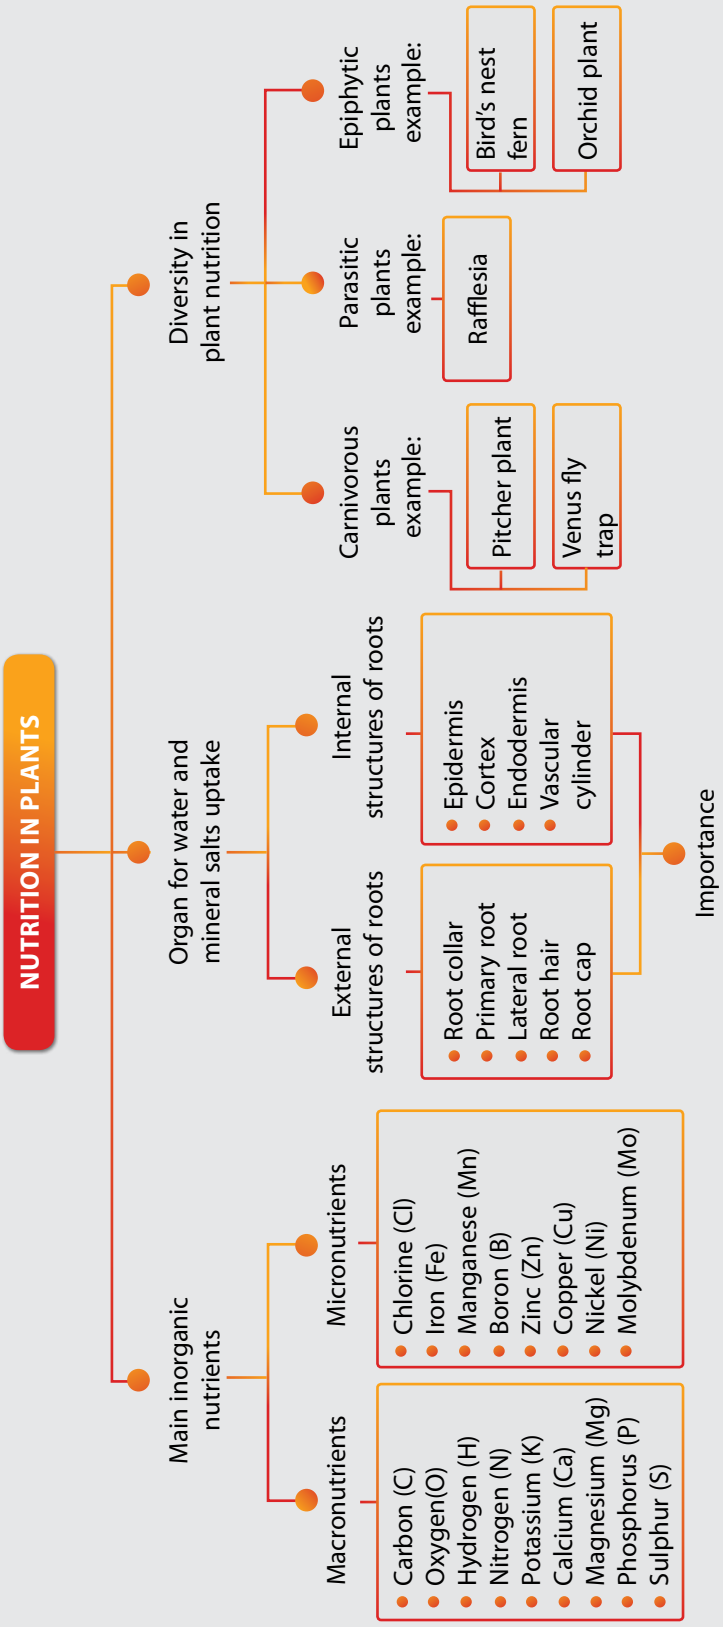 NUTRITION IN PLANTS
Main inorganic
nutrients
Macronutrients
Carbon (C)
Oxygen(O)
Hydrogen (H)
Nitrogen (N)
Potassium (K)
Calcium (Ca)
Magnesium (Mg)
Phosphorus (P)
Sulphur (S)
Micronutrients
Chlorine (Cl)
Iron (Fe)
Manganese (Mn)
Boron (B)
Zinc (Zn)
Copper (Cu)
Nickel (Ni)
Molybdenum (Mo)
Organ for water and
mineral salts uptake
External
structures of roots
Root collar
Primary root
Lateral root
Root hair
Root cap
Internal
structures of roots
Epidermis
Cortex
Endodermis
Vascular
cylinder
Importance
Diversity in
plant nutrition
Carnivorous
plants
example:
Pitcher plant
Venus fly
trap
Parasitic
plants
example:
Rafflesia
Epiphytic
plants
example:
Bird's nest
fern
Orchid plant